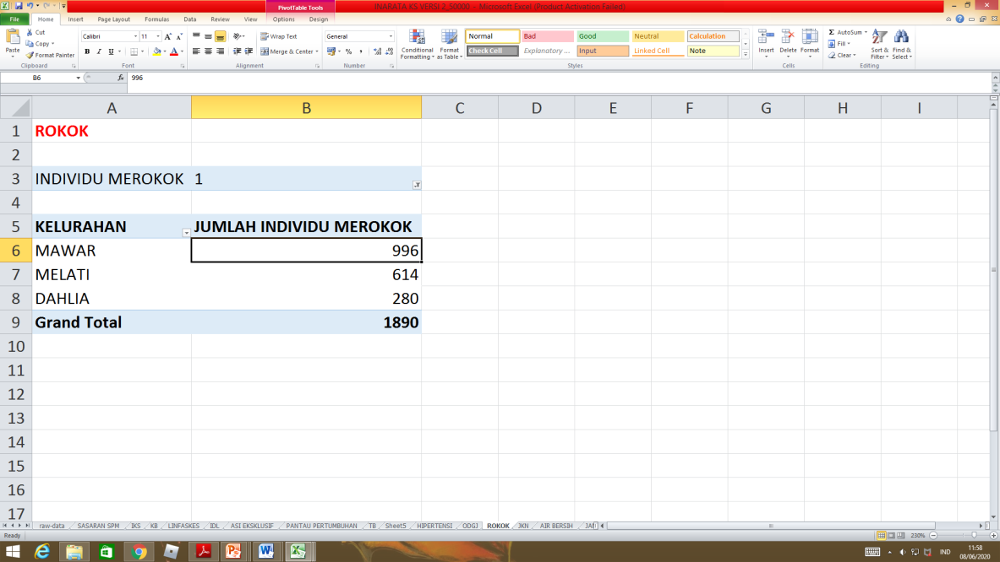 PivotTable Tools
INARATA KS VERSI 2_50000 - Microsoft Excel (Product Activation Failed)
File Home Insert Page Layout Formulas Data Review View Options Design
Paste
Cut
Copy
Format Painter
Clipboard
Calibri 11
B I U
Font
Wrap Text
Merge & Center
Alignment
General
Number
Conditional Formatting
Format as Table
Normal Bad Good Neutral Calculation
Check Cell Explanatory ... Input Linked Cell Note
Styles
Insert Delete Format
Cells
AutoSum
Fill
Clear
Sort & Filter
Find & Select
Editing
B6 fx 996
A B C D E F G H I
1 ROKOK
2
3 INDIVIDU MEROKOK 1
4
5 KELURAHAN JUMLAH INDIVIDU MEROKOK
6 MAWAR 996
7 MELATI 614
8 DAHLIA 280
9 Grand Total 1890
10
11
12
13
14
15
16
17
raw-data SASARAN SPM IKS KB LINFASKES IDL ASI EKSKLUSIF PANTAU PERTUMBUHAN TB Sheet5 HIPERTENSI ODGJ ROKOK JKN AIR BERSIH
Ready 230%
IND 11:58
08/06/2020